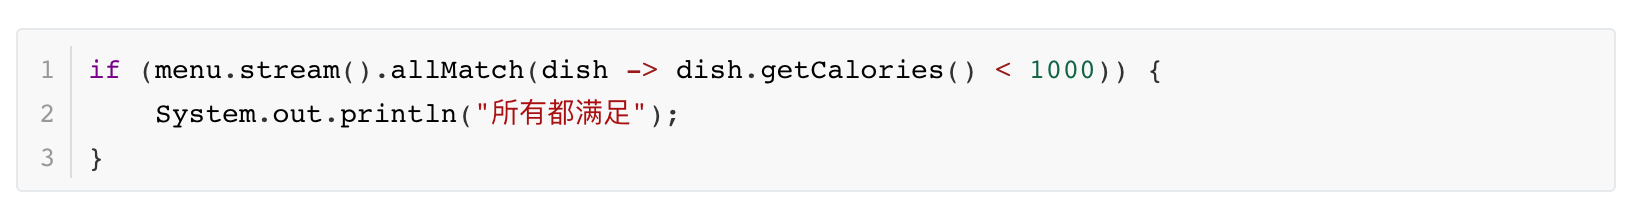 1 if (menu.stream().allMatch(dish -> dish.getCalories() < 1000)) {
2     System.out.println("所有都满足");
3 }